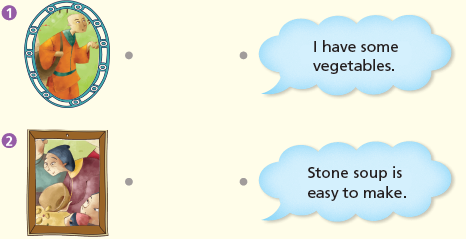 1
I have some
vegetables.
2
Stone soup is
easy to make.